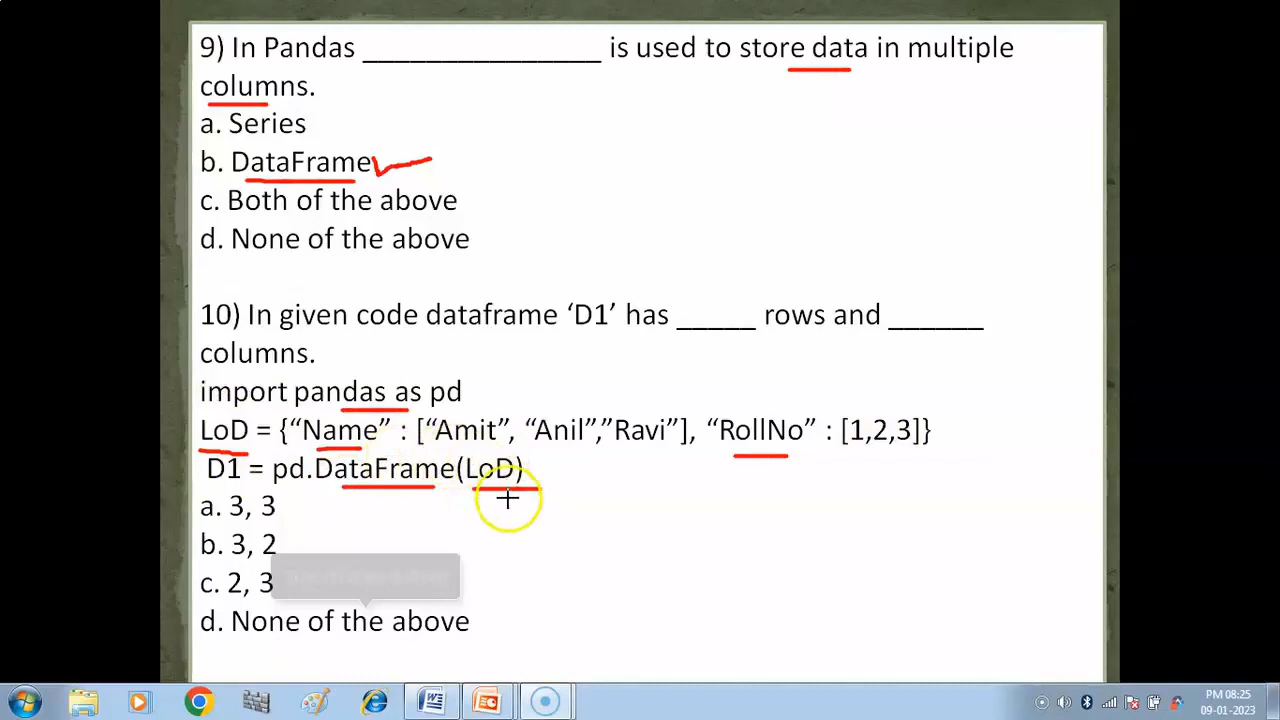 9) In Pandas _______________ is used to store data in multiple
columns.
a. Series
b. DataFrame
c. Both of the above
d. None of the above
10) In given code dataframe ‘D1’ has _____ rows and ______
columns.
import pandas as pd
LoD = {“Name” : [“Amit”, “Anil”,”Ravi”], “RollNo” : [1,2,3]}
D1 = pd.DataFrame(LoD)
a. 3, 3
b. 3, 2
c. 2, 3
d. None of the above
PM 08:25
09-01-2023